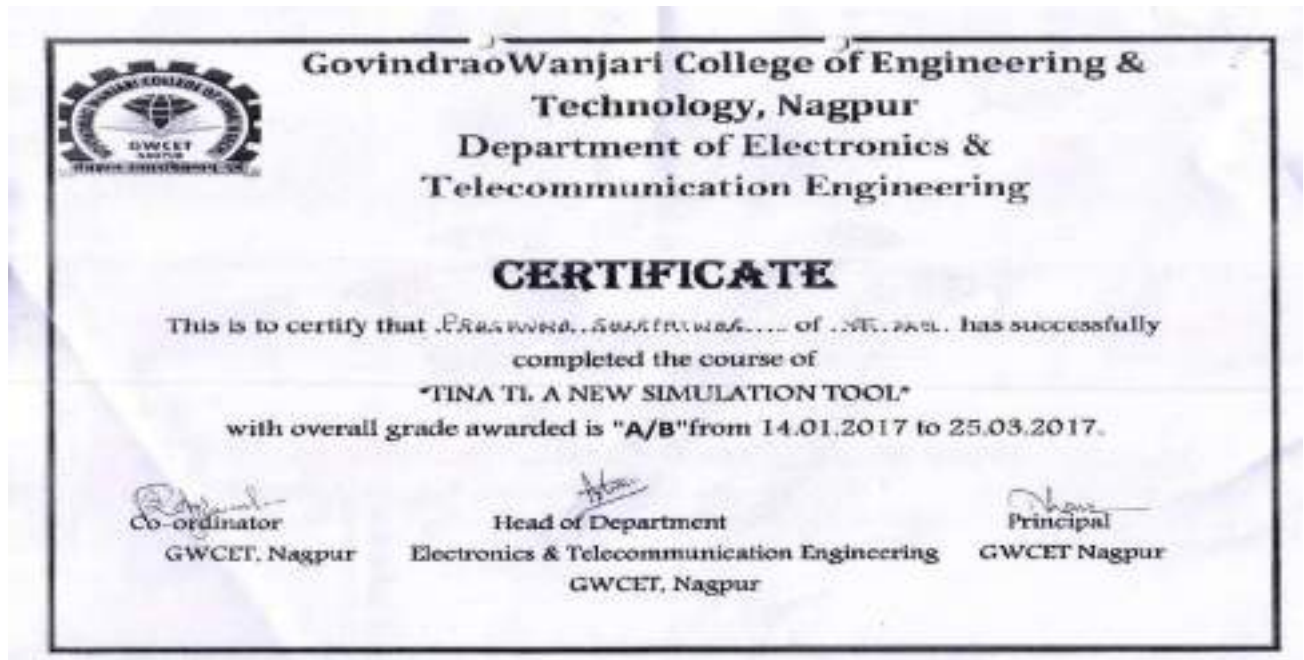 GovindraoWanjari College of Engineering &
Technology, Nagpur
Department of Electronics &
Telecommunication Engineering
GWCET
NAGPUR
CERTIFICATE
This is to certify that ........ of ........ has successfully
completed the course of
"TINA TI. A NEW SIMULATION TOOL"
with overall grade awarded is "A/B"from 14.01.2017 to 25.03.2017.
Co-ordinator Head of Department Principal
GWCET, Nagpur Electronics & Telecommunication Engineering GWCET Nagpur
GWCET, Nagpur